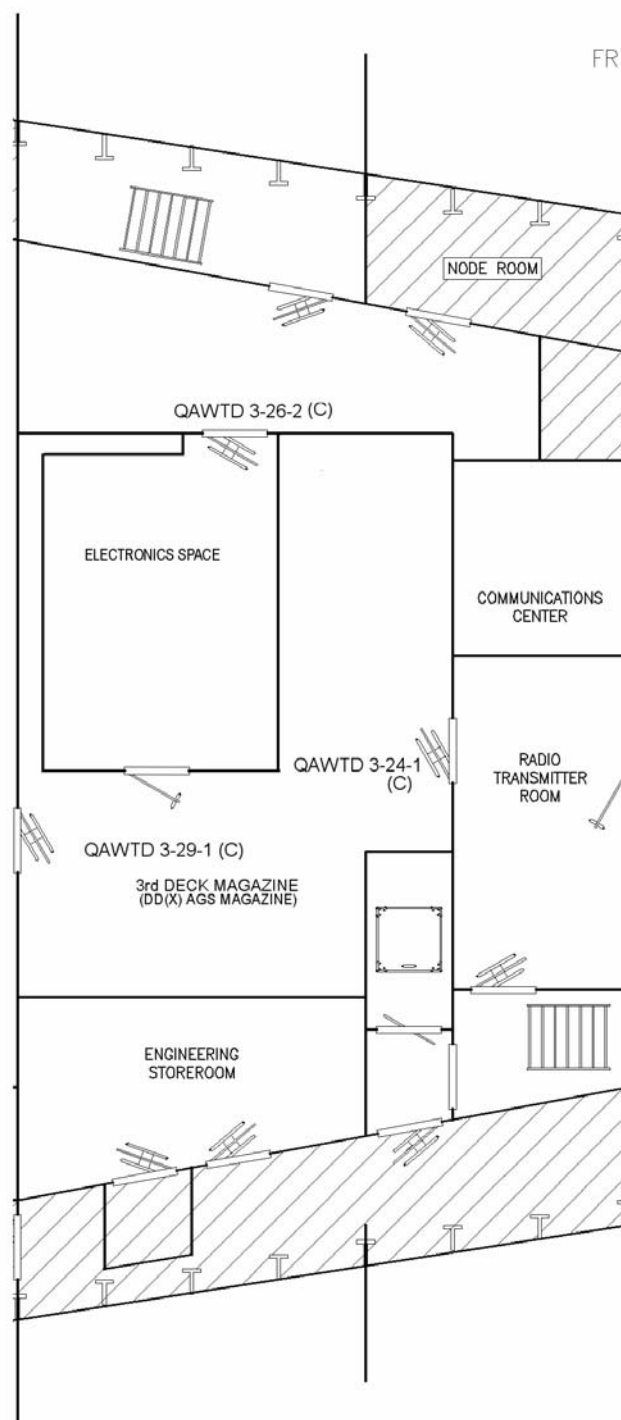 FR
NODE ROOM
QAWTD 3-26-2 (C)
ELECTRONICS SPACE
COMMUNICATIONS
CENTER
QAWTD 3-24-1
(C)
RADIO
TRANSMITTER
ROOM
QAWTD 3-29-1 (C)
3rd DECK MAGAZINE
(DD(X) AGS MAGAZINE)
ENGINEERING
STOREROOM